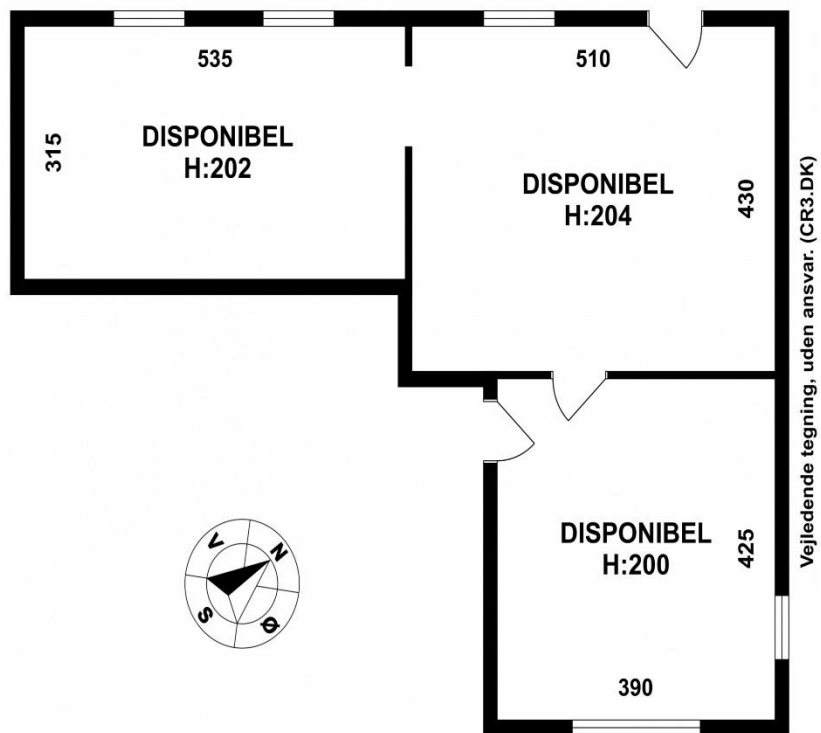 535
510
315
DISPONIBEL
H:202
DISPONIBEL
H:204
430
DISPONIBEL
H:200
425
390
V
N
S
Ø
Vejledende tegning, uden ansvar. (CR3.DK)